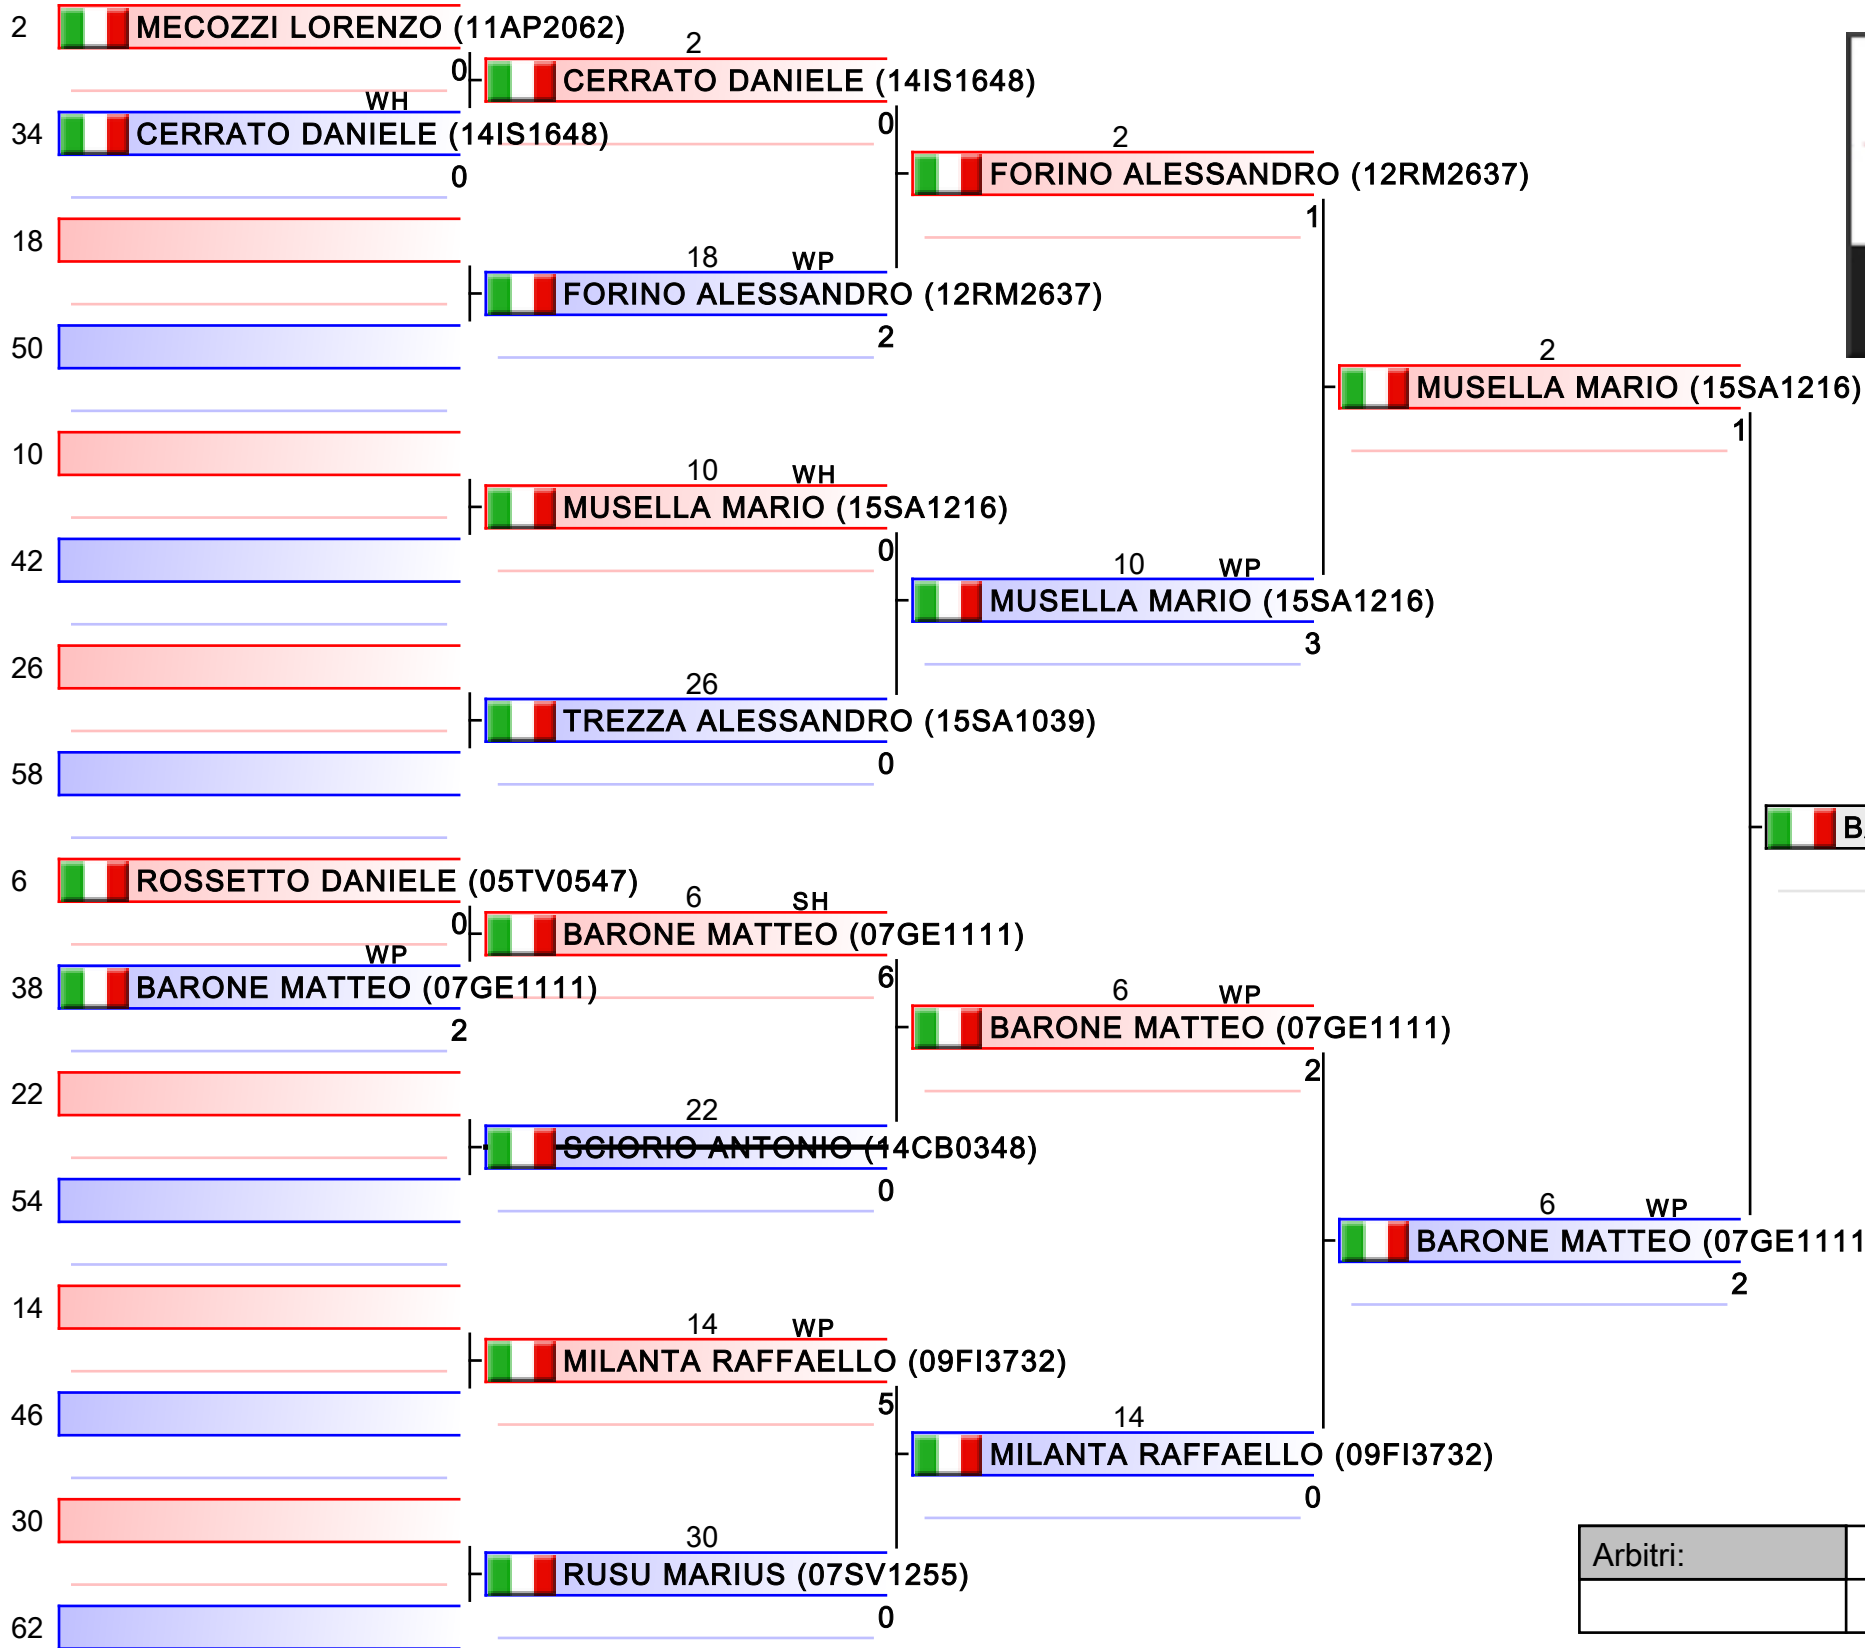 2 MECOZZI LORENZO (11AP2062)
0
2
CERRATO DANIELE (14IS1648)
0
WH
34 CERRATO DANIELE (14IS1648)
0
2
FORINO ALESSANDRO (12RM2637)
1
18
18 WP
FORINO ALESSANDRO (12RM2637)
2
50
2
MUSELLA MARIO (15SA1216)
1
10
10 WH
MUSELLA MARIO (15SA1216)
0
42
10 WP
MUSELLA MARIO (15SA1216)
3
26
26
TREZZA ALESSANDRO (15SA1039)
0
58
BA
6 ROSSETTO DANIELE (05TV0547)
0
6 SH
BARONE MATTEO (07GE1111)
6
WP
38 BARONE MATTEO (07GE1111)
2
6 WP
BARONE MATTEO (07GE1111)
2
22
22
SCIORIO ANTONIO (14CB0348)
0
54
6 WP
BARONE MATTEO (07GE1111
2
14
14 WP
MILANTA RAFFAELLO (09FI3732)
5
46
14
MILANTA RAFFAELLO (09FI3732)
0
30
30
RUSU MARIUS (07SV1255)
0
62
Arbitri: